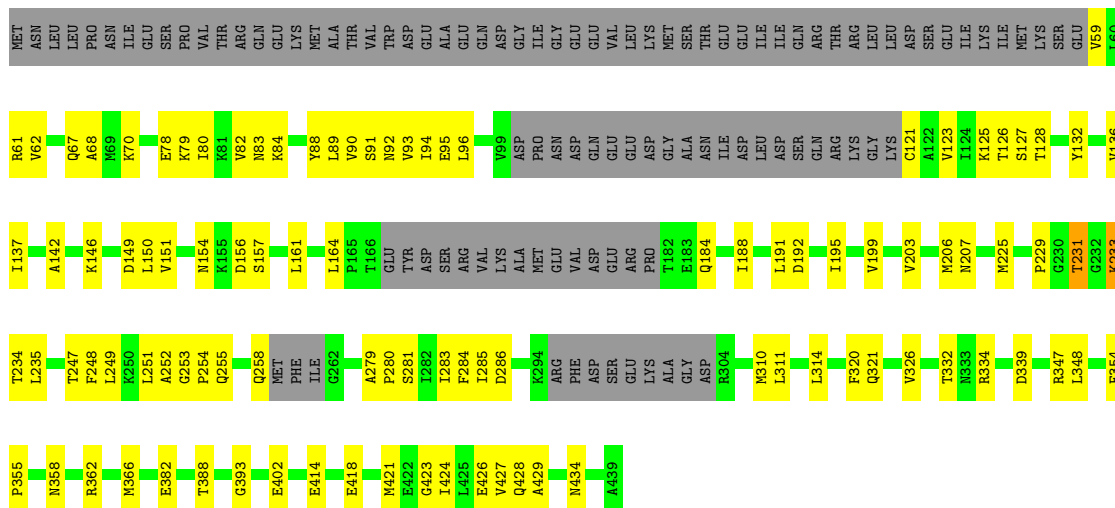 MET ASN LEU LEU PRO ASN ILE GLU SER PRO VAL THR ARG GLN GLU LYS MET ALA THR VAL TRP ASP GLU ALA GLU GLN ASP GLY ILE GLY GLU GLU VAL LEU LYS MET SER THR GLU GLU ILE ILE GLN ARG THR ARG LEU LEU ASP SER GLU ILE LYS ILE MET LYS SER GLU V59 L60
R61 V62 Q67 A68 M69 K70 E78 K79 I80 K81 V82 N83 K84 Y88 L89 V90 S91 N92 V93 I94 E95 L96 V99 ASP PRO ASN ASP GLN GLU GLU ASP GLY ALA ASN ILE ASP LEU ASP SER GLN ARG LYS GLY LYS C121 A122 V123 I124 K125 T126 S127 T128 Y132 V136
I137 A142 K146 D149 L150 V151 N154 K155 D156 S157 L161 L164 P165 T166 GLU TYR ASP SER ARG VAL LYS ALA MET GLU VAL ASP GLU ARG PRO T182 E183 Q184 I188 L191 D192 I195 V199 V203 M206 N207 M225 P229 G230 T231 G232 K233
T234 L235 T247 F248 L249 K250 L251 A252 G253 P254 Q255 Q258 MET PHE ILE G262 A279 P280 S281 I282 I283 F284 I285 D286 K294 ARG PHE ASP SER GLU LYS ALA GLY ASP R304 M310 L311 L314 F320 Q321 V326 T332 N333 R334 D339 R347 L348 E354
P355 N358 R362 M366 E382 T388 G393 E402 E414 E418 M421 E422 G423 I424 L425 E426 V427 Q428 A429 N434 A439